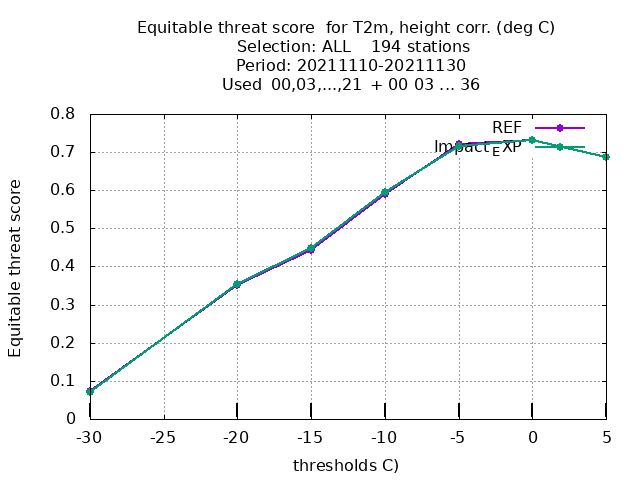 Equitable threat score for T2m, height corr. (deg C)
Selection: ALL 194 stations
Period: 20211110-20211130
Used 00,03,...,21 + 00 03 ... 36
REF
Impact_EXP
Equitable threat score
0.8
0.7
0.6
0.5
0.4
0.3
0.2
0.1
0
-30 -25 -20 -15 -10 -5 0 5
thresholds C)